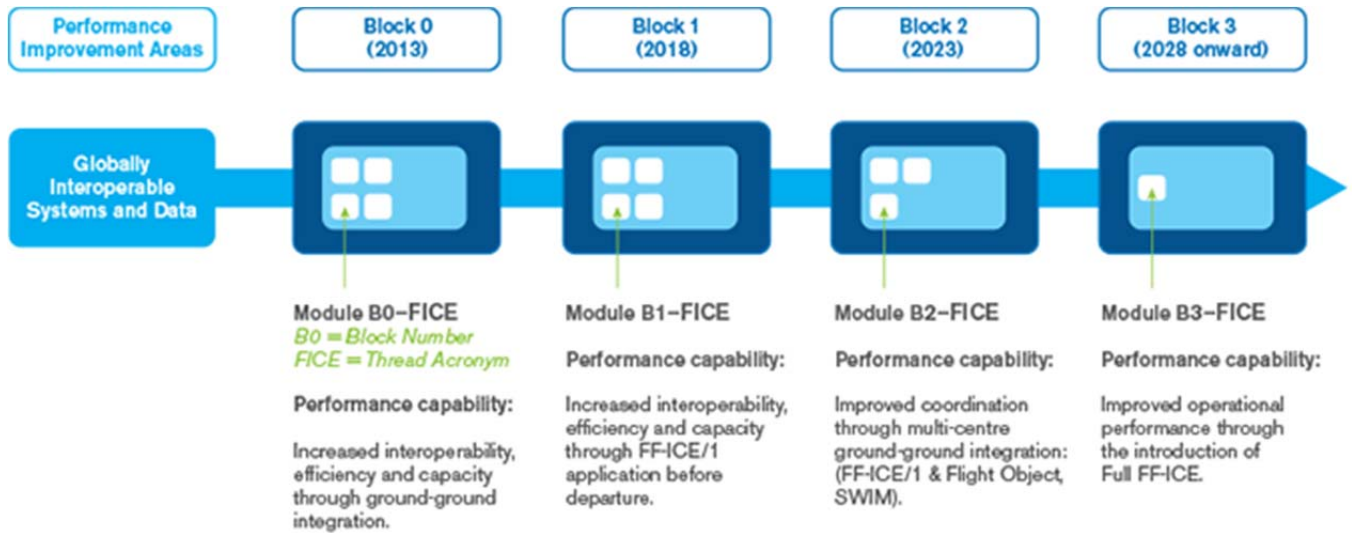 Performance
Improvement Areas
Block 0
(2013)
Block 1
(2018)
Block 2
(2023)
Block 3
(2028 onward)
Globally
Interoperable
Systems and Data
Module B0–FICE
B0 = Block Number
FICE = Thread Acronym
Performance capability:
Increased interoperability,
efficiency and capacity
through ground-ground
integration.
Module B1–FICE
Performance capability:
Increased interoperability,
efficiency and capacity
through FF-ICE/1
application before
departure.
Module B2–FICE
Performance capability:
Improved coordination
through multi-centre
ground-ground integration:
(FF-ICE/1 & Flight Object,
SWIM).
Module B3–FICE
Performance capability:
Improved operational
performance through
the introduction of
Full FF-ICE.